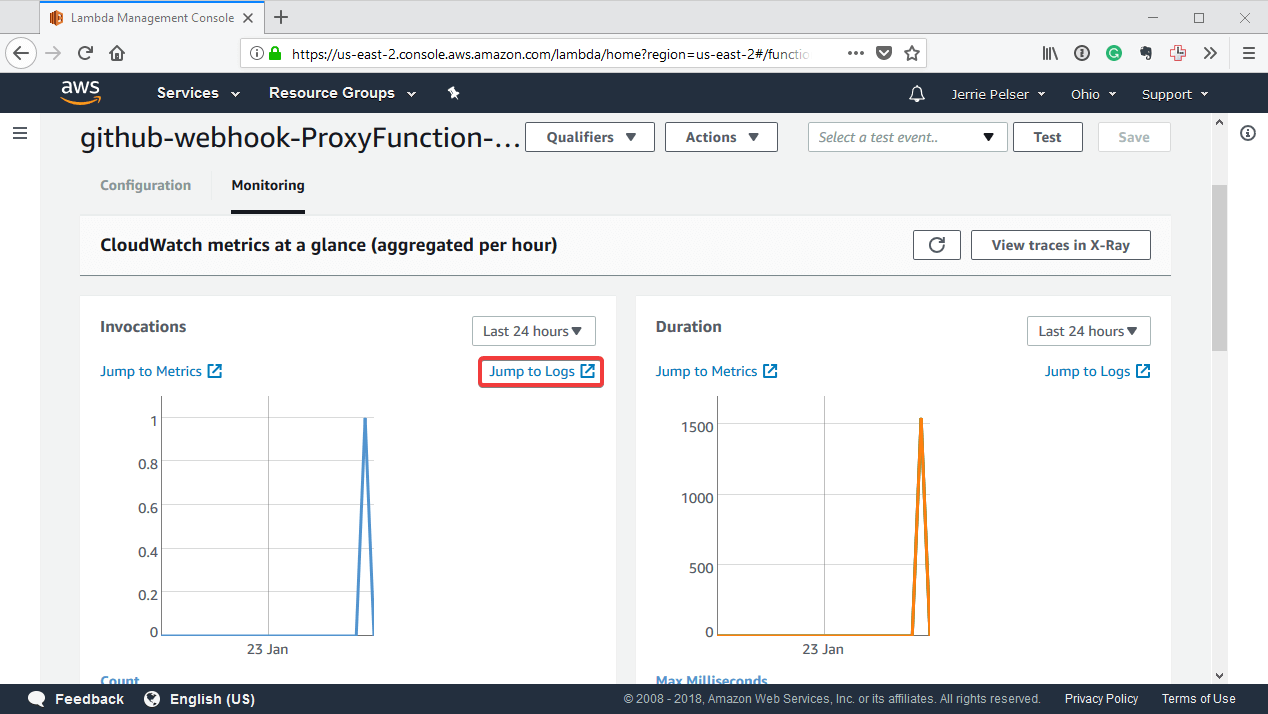 Lambda Management Console
https://us-east-2.console.aws.amazon.com/lambda/home?region=us-east-2#/functio
aws Services Resource Groups Jerrie Pelser Ohio Support
github-webhook-ProxyFunction-... Qualifiers Actions Select a test event.. Test Save
Configuration Monitoring
CloudWatch metrics at a glance (aggregated per hour) View traces in X-Ray
Invocations Last 24 hours
Jump to Metrics Jump to Logs
1
0.8
0.6
0.4
0.2
0
23 Jan
Count
Duration Last 24 hours
Jump to Metrics Jump to Logs
1500
1000
500
0
23 Jan
Max Milliseconds
Feedback English (US) © 2008 - 2018, Amazon Web Services, Inc. or its affiliates. All rights reserved. Privacy Policy Terms of Use